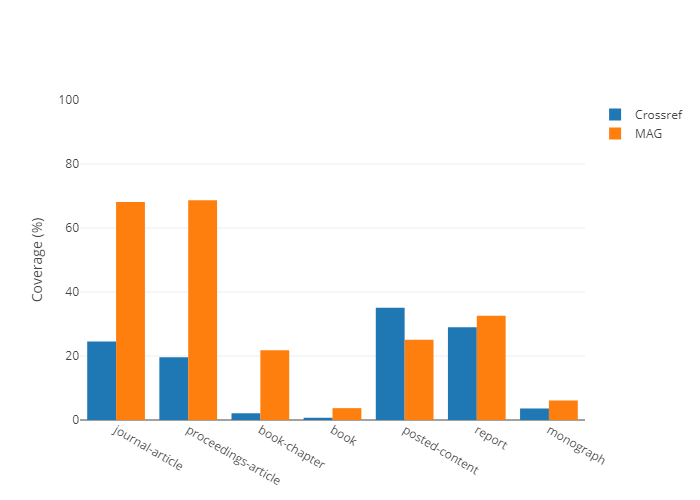 100
80
60
40
20
0
Coverage (%)
journal-article
proceedings-article
book-chapter
book
posted-content
report
monograph
Crossref
MAG